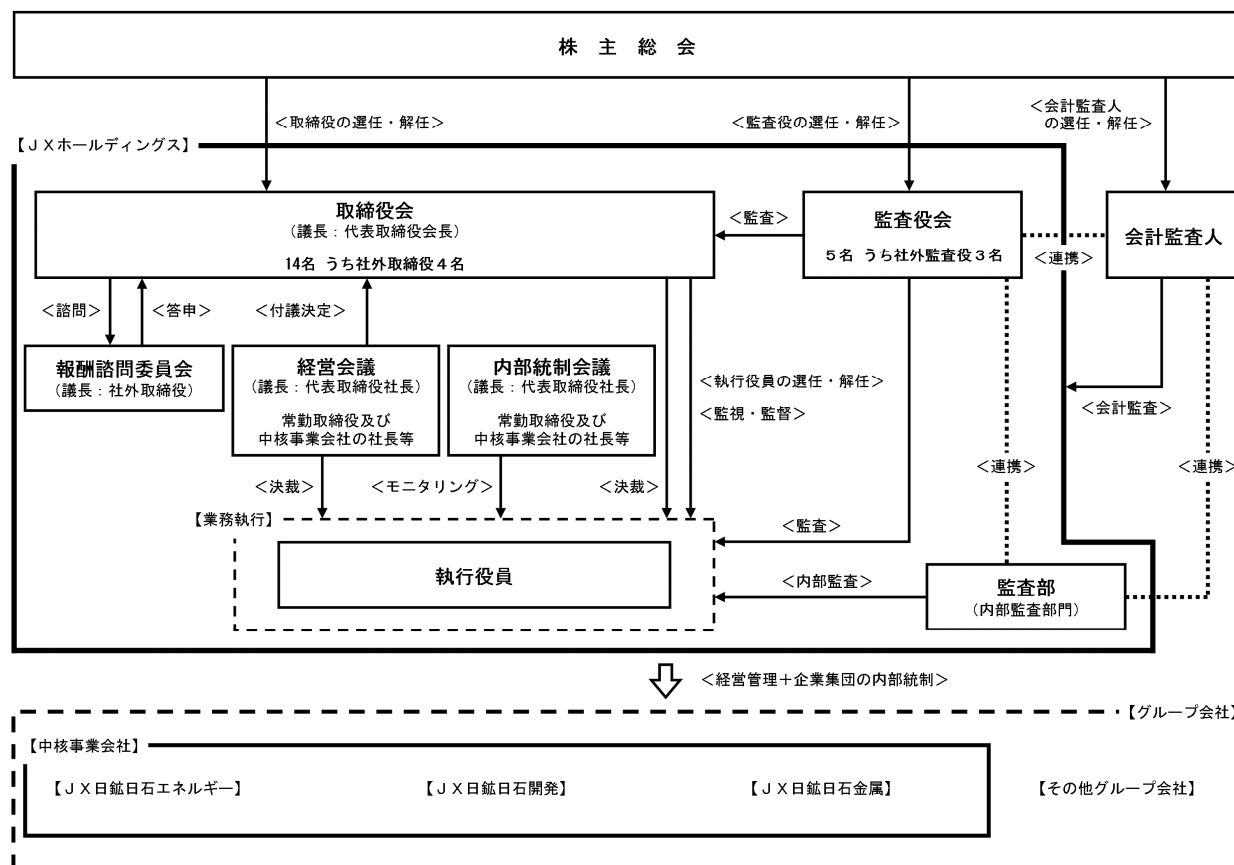 株 主 総 会
＜取締役の選任・解任＞
＜監査役の選任・解任＞
＜会計監査人
の選任・解任＞
【ＪＸホールディングス】
取締役会
（議長：代表取締役会長）
14名 うち社外取締役４名
＜監査＞
監査役会
５名 うち社外監査役３名
＜連携＞
会計監査人
＜諮問＞
＜答申＞
＜付議決定＞
報酬諮問委員会
（議長：社外取締役）
経営会議
（議長：代表取締役社長）
常勤取締役及び
中核事業会社の社長等
内部統制会議
（議長：代表取締役社長）
常勤取締役及び
中核事業会社の社長等
＜執行役員の選任・解任＞
＜監視・監督＞
＜会計監査＞
＜決裁＞
＜モニタリング＞
＜決裁＞
＜連携＞
＜連携＞
【業務執行】
執行役員
＜監査＞
＜内部監査＞
監査部
（内部監査部門）
＜経営管理＋企業集団の内部統制＞
【グループ会社】
【中核事業会社】
【ＪＸ日鉱日石エネルギー】
【ＪＸ日鉱日石開発】
【ＪＸ日鉱日石金属】
【その他グループ会社】